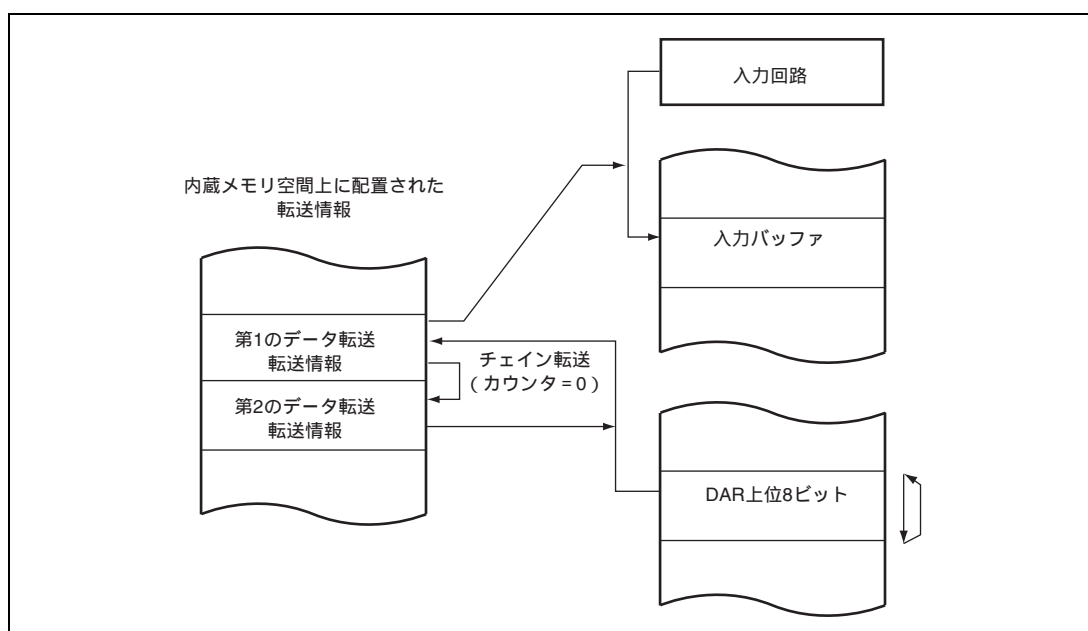 入力回路
内蔵メモリ空間上に配置された
転送情報
入力バッファ
第1のデータ転送
転送情報
チェイン転送
(カウンタ=0)
第2のデータ転送
転送情報
DAR上位8ビット